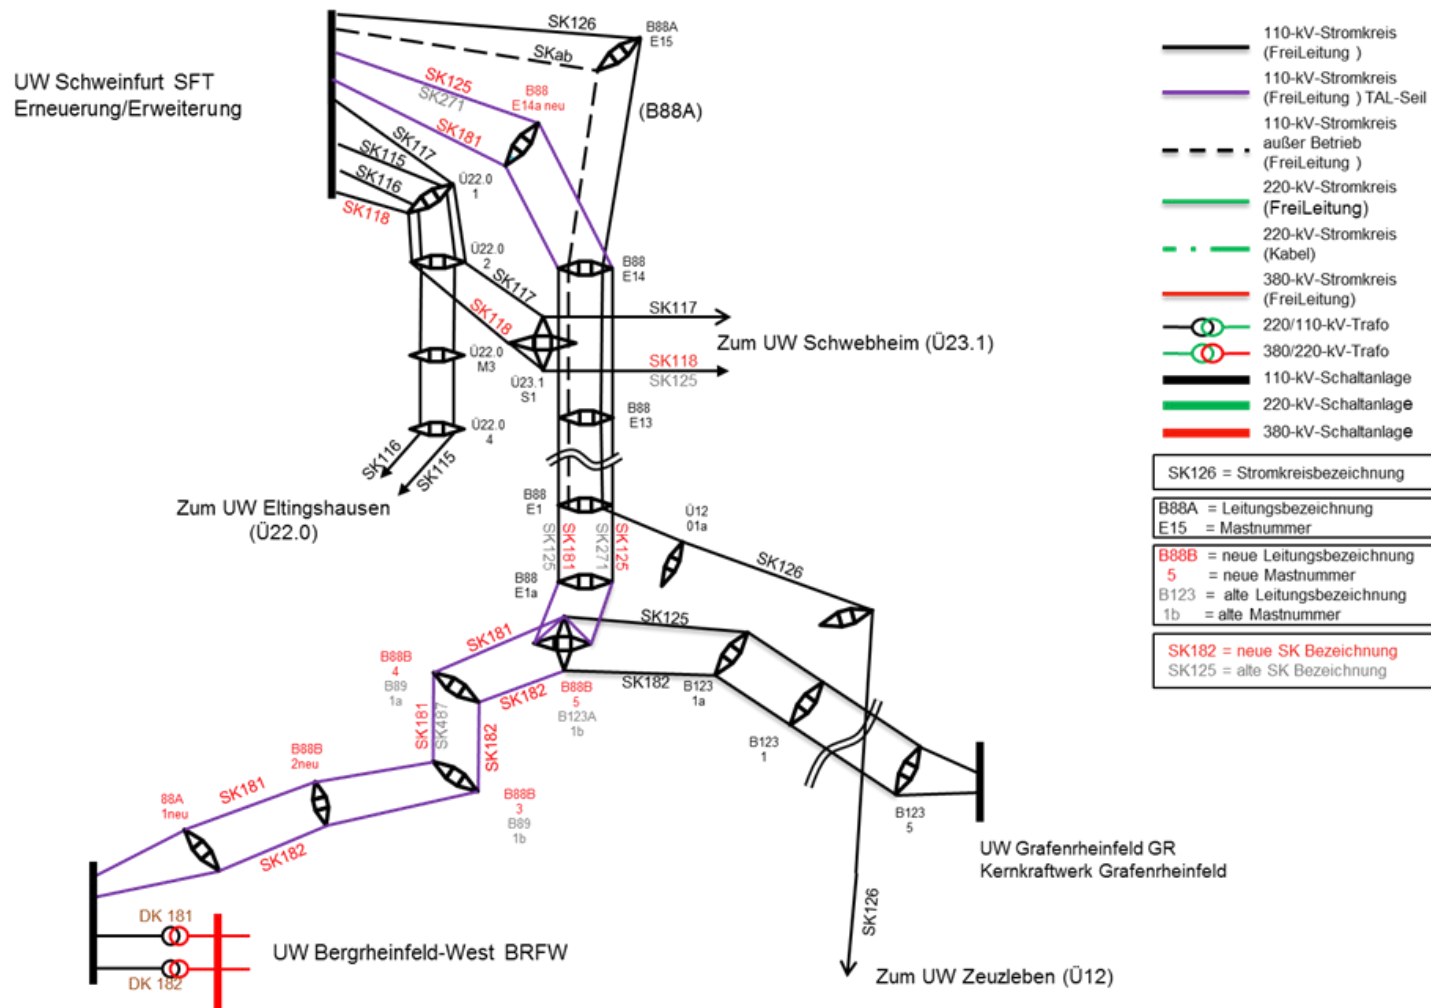 UW Schweinfurt SFT
Erneuerung/Erweiterung
SK126
SKab
SK125
SK271
SK181
SK117
SK115
SK116
SK118
B88A
E15
(B88A)
B88
E14a neu
Ü22.0
1
Ü22.0
2
B88
E14
SK117
SK118
SK117
Zum UW Schwebheim (Ü23.1)
SK118
SK125
Ü22.0
M3
Ü23.1
S1
B88
E13
Ü22.0
4
SK116
SK115
Zum UW Eltingshausen
(Ü22.0)
B88
E1
Ü12
01a
SK125
SK181
SK271
SK125
SK126
B88
E1a
SK181
SK125
B88B
4
B89
1a
SK182
B88B
5
B123A
1b
SK182
B123
1a
SK181
SK487
SK182
B88B
2neu
B123
1
SK181
88A
1neu
B88B
3
B89
1b
SK182
B123
5
UW Grafenrheinfeld GR
Kernkraftwerk Grafenrheinfeld
SK126
DK 181
DK 182
UW Bergrheinfeld-West BRFW
Zum UW Zeuzleben (Ü12)
110-kV-Stromkreis
(FreiLeitung )
110-kV-Stromkreis
(FreiLeitung ) TAL-Seil
110-kV-Stromkreis
außer Betrieb
(FreiLeitung )
220-kV-Stromkreis
(FreiLeitung)
220-kV-Stromkreis
(Kabel)
380-kV-Stromkreis
(FreiLeitung)
220/110-kV-Trafo
380/220-kV-Trafo
110-kV-Schaltanlage
220-kV-Schaltanlage
380-kV-Schaltanlage
SK126 = Stromkreisbezeichnung
B88A = Leitungsbezeichnung
E15 = Mastnummer
B88B = neue Leitungsbezeichnung
5 = neue Mastnummer
B123 = alte Leitungsbezeichnung
1b = alte Mastnummer
SK182 = neue SK Bezeichnung
SK125 = alte SK Bezeichnung